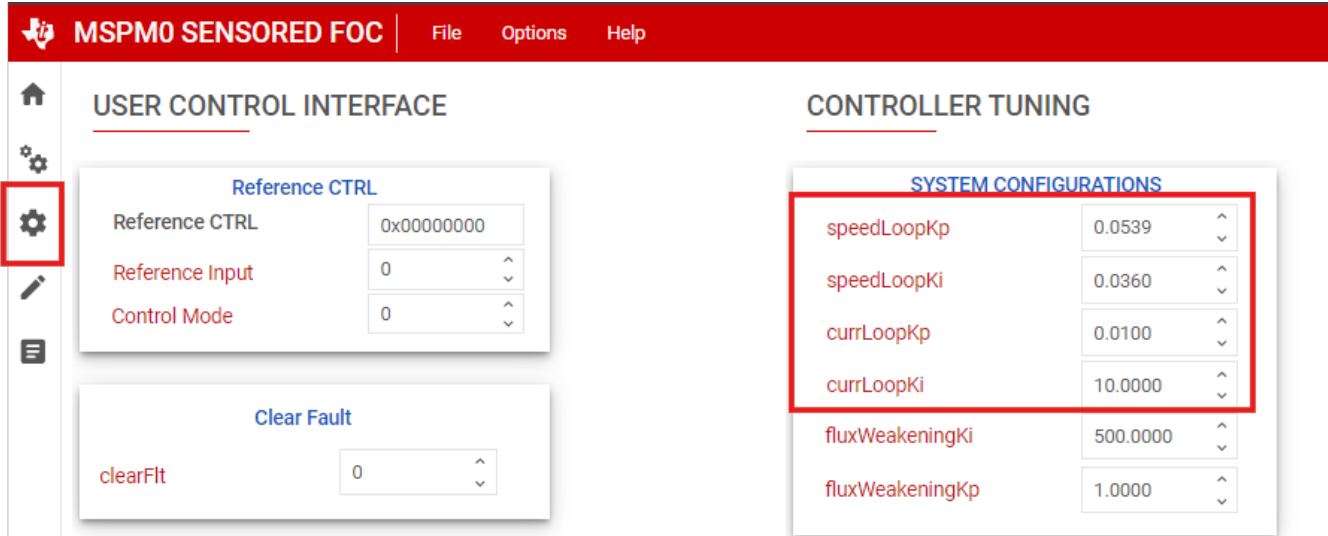 MSPM0 SENSORED FOC File Options Help
USER CONTROL INTERFACE
Reference CTRL
Reference CTRL 0x00000000
Reference Input 0
Control Mode 0
Clear Fault
clearFlt 0
CONTROLLER TUNING
SYSTEM CONFIGURATIONS
speedLoopKp 0.0539
speedLoopKi 0.0360
currLoopKp 0.0100
currLoopKi 10.0000
fluxWeakeningKi 500.0000
fluxWeakeningKp 1.0000